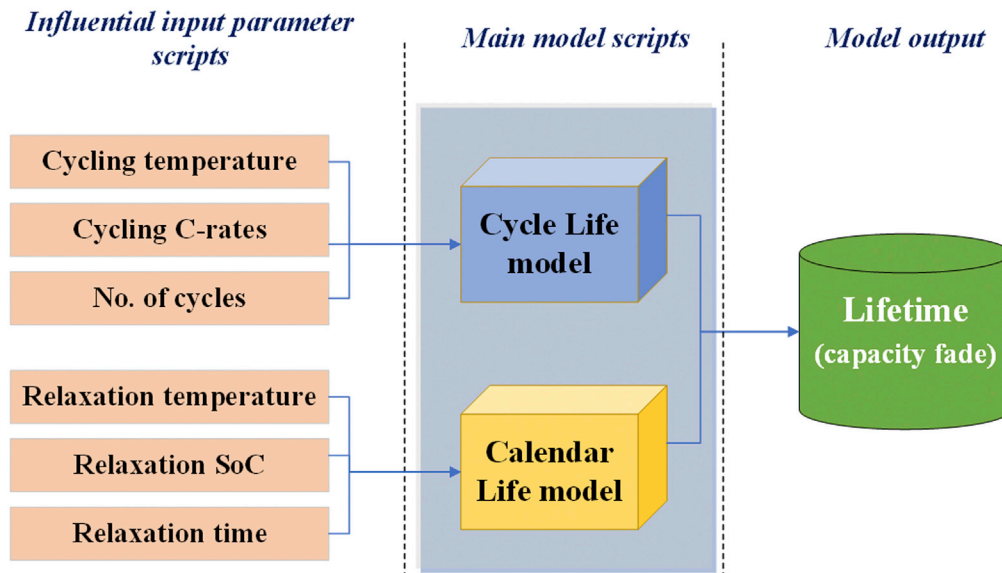 Influential input parameter
scripts
Main model scripts
Model output
Cycling temperature
Cycling C-rates
No. of cycles
Relaxation temperature
Relaxation SoC
Relaxation time
Cycle Life
model
Calendar
Life model
Lifetime
(capacity fade)